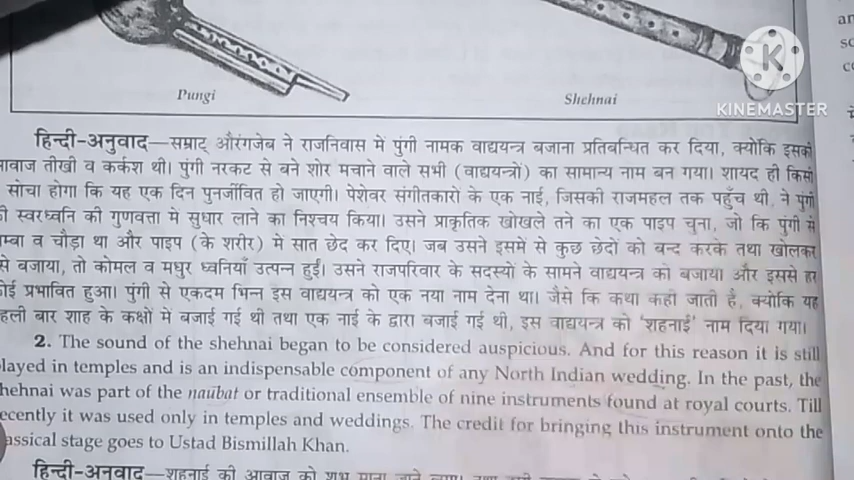 Pungi
Shehnai
KINEMASTER
an
sc
co
हिन्दी-अनुवाद—सम्राट् औरंगजेब ने राजनिवास में पुंगी नामक वाद्ययन्त्र बजाना प्रतिबन्धित कर दिया, क्योंकि इसकी
आवाज तीखी व कर्कश थी। पुंगी नरकट से बने शोर मचाने वाले सभी (वाद्ययन्त्रों) का सामान्य नाम बन गया। शायद ही किसी
सोचा होगा कि यह एक दिन पुनर्जीवित हो जाएगी। पेशेवर संगीतकारों के एक नाई, जिसकी राजमहल तक पहुँच थी, ने पुंगी
की स्वरध्वनि की गुणवत्ता में सुधार लाने का निश्चय किया। उसने प्राकृतिक खोखले तने का एक पाइप चुना, जो कि पुंगी से
म्बा व चौड़ा था और पाइप (के शरीर) में सात छेद कर दिए। जब उसने इसमें से कुछ छेदों को बन्द करके तथा खोलकर
से बजाया, तो कोमल व मधुर ध्वनियाँ उत्पन्न हुईं। उसने राजपरिवार के सदस्यों के सामने वाद्ययन्त्र को बजाया और इससे हर
कोई प्रभावित हुआ। पुंगी से एकदम भिन्न इस वाद्ययन्त्र को एक नया नाम देना था। जैसे कि कथा कही जाती है, क्योंकि यह
हली बार शाह के कक्षों में बजाई गई थी तथा एक नाई के द्वारा बजाई गई थी, इस वाद्ययन्त्र को 'शहनाई' नाम दिया गया।
2. The sound of the shehnai began to be considered auspicious. And for this reason it is still
played in temples and is an indispensable component of any North Indian wedding. In the past, the
hehnai was part of the naūbat or traditional ensemble of nine instruments found at royal courts. Till
recently it was used only in temples and weddings. The credit for bringing this instrument onto the
assical stage goes to Ustad Bismillah Khan.
हिन्दी-अनुवाद—शहनाई की आवाज को शुभ माना जाने लगा।